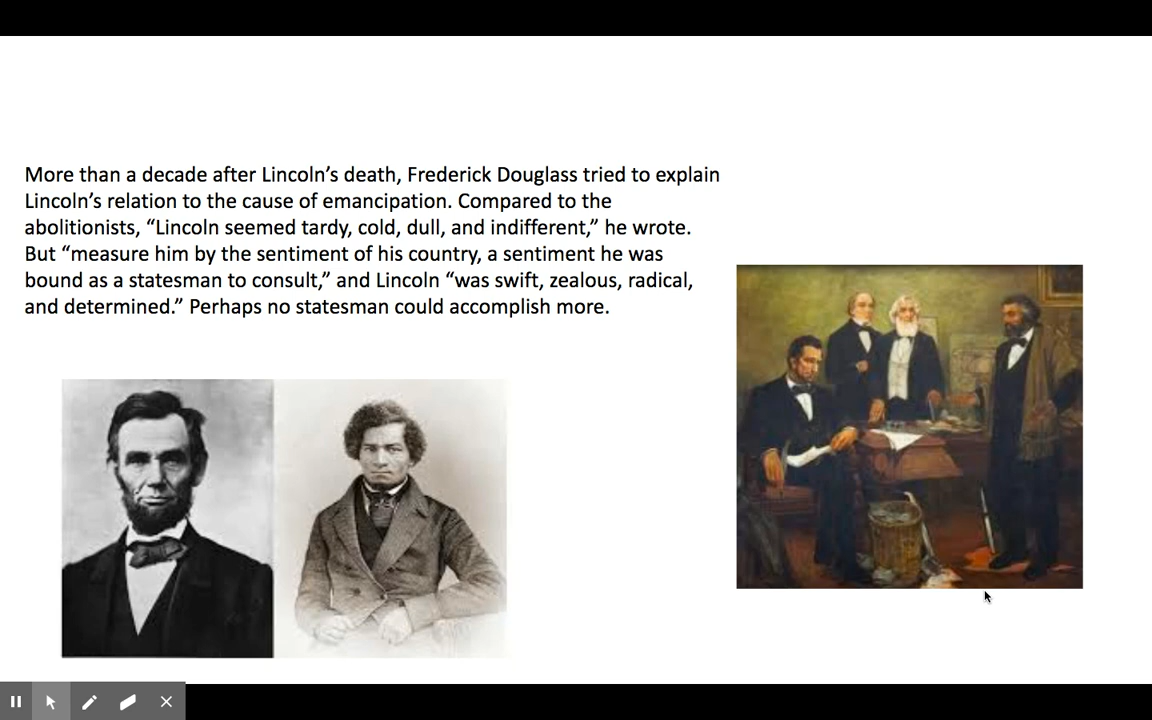 More than a decade after Lincoln’s death, Frederick Douglass tried to explain
Lincoln’s relation to the cause of emancipation. Compared to the
abolitionists, “Lincoln seemed tardy, cold, dull, and indifferent,” he wrote.
But “measure him by the sentiment of his country, a sentiment he was
bound as a statesman to consult,” and Lincoln “was swift, zealous, radical,
and determined.” Perhaps no statesman could accomplish more.